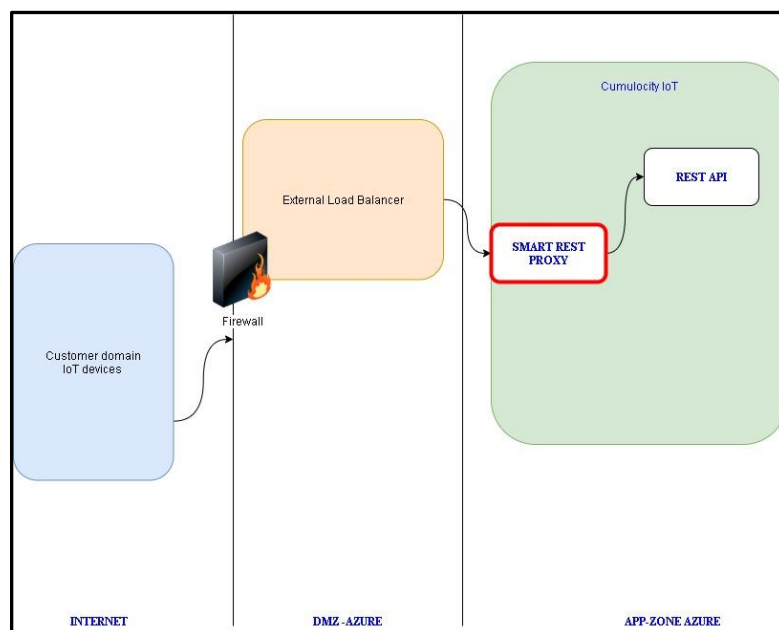 Cumulocity IoT
REST API
External Load Balancer
SMART REST
PROXY
Firewall
Customer domain
IoT devices
INTERNET
DMZ -AZURE
APP-ZONE AZURE